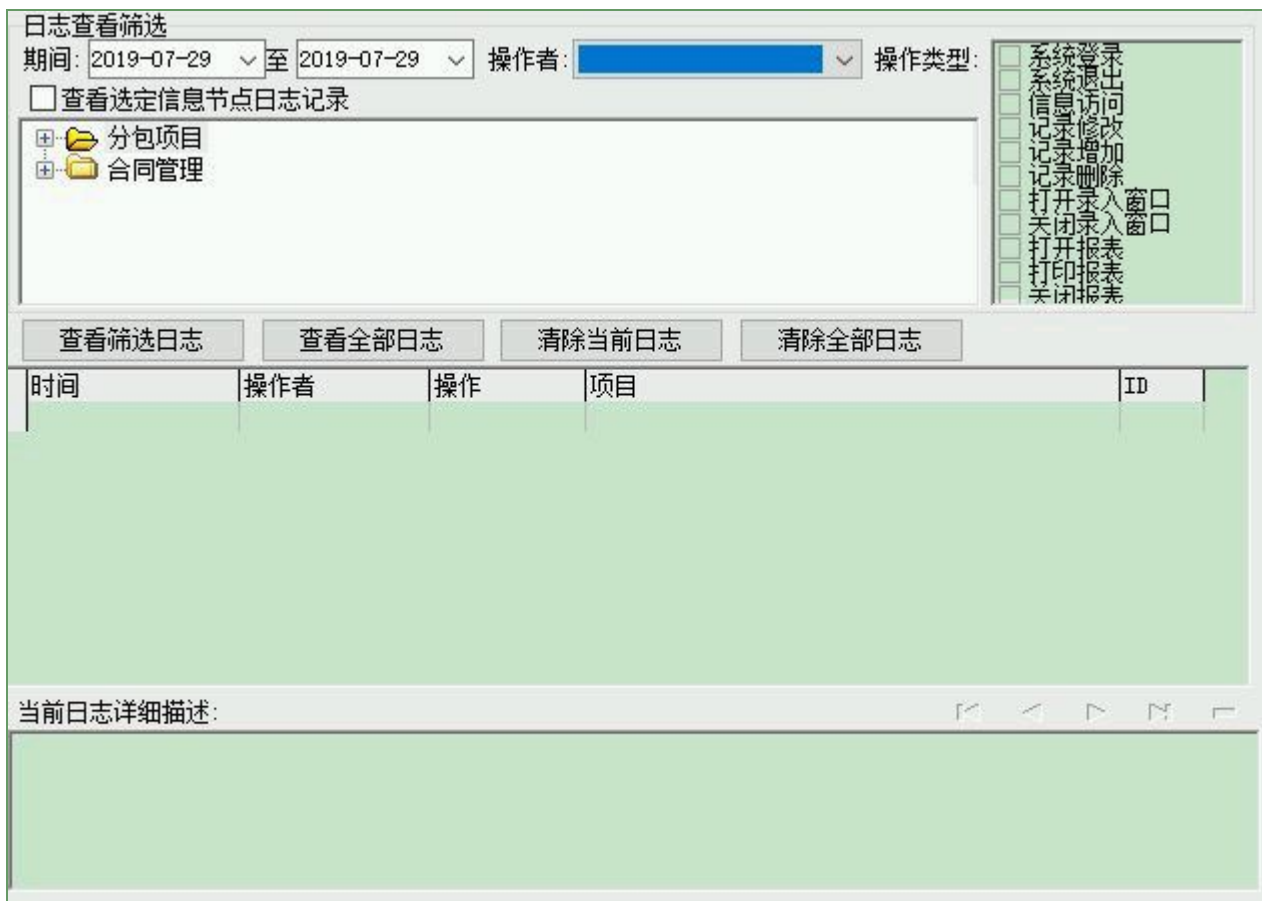 日志查看筛选
期间: 2019-07-29 至 2019-07-29 操作者: 操作类型:
查看选定信息节点日志记录
分包项目
合同管理
系统登录
系统退出
信息访问
记录修改
记录增加
记录删除
打开录入窗口
关闭录入窗口
打开报表
打印报表
关闭报表
查看筛选日志 查看全部日志 清除当前日志 清除全部日志
时间 操作者 操作 项目 ID
当前日志详细描述: